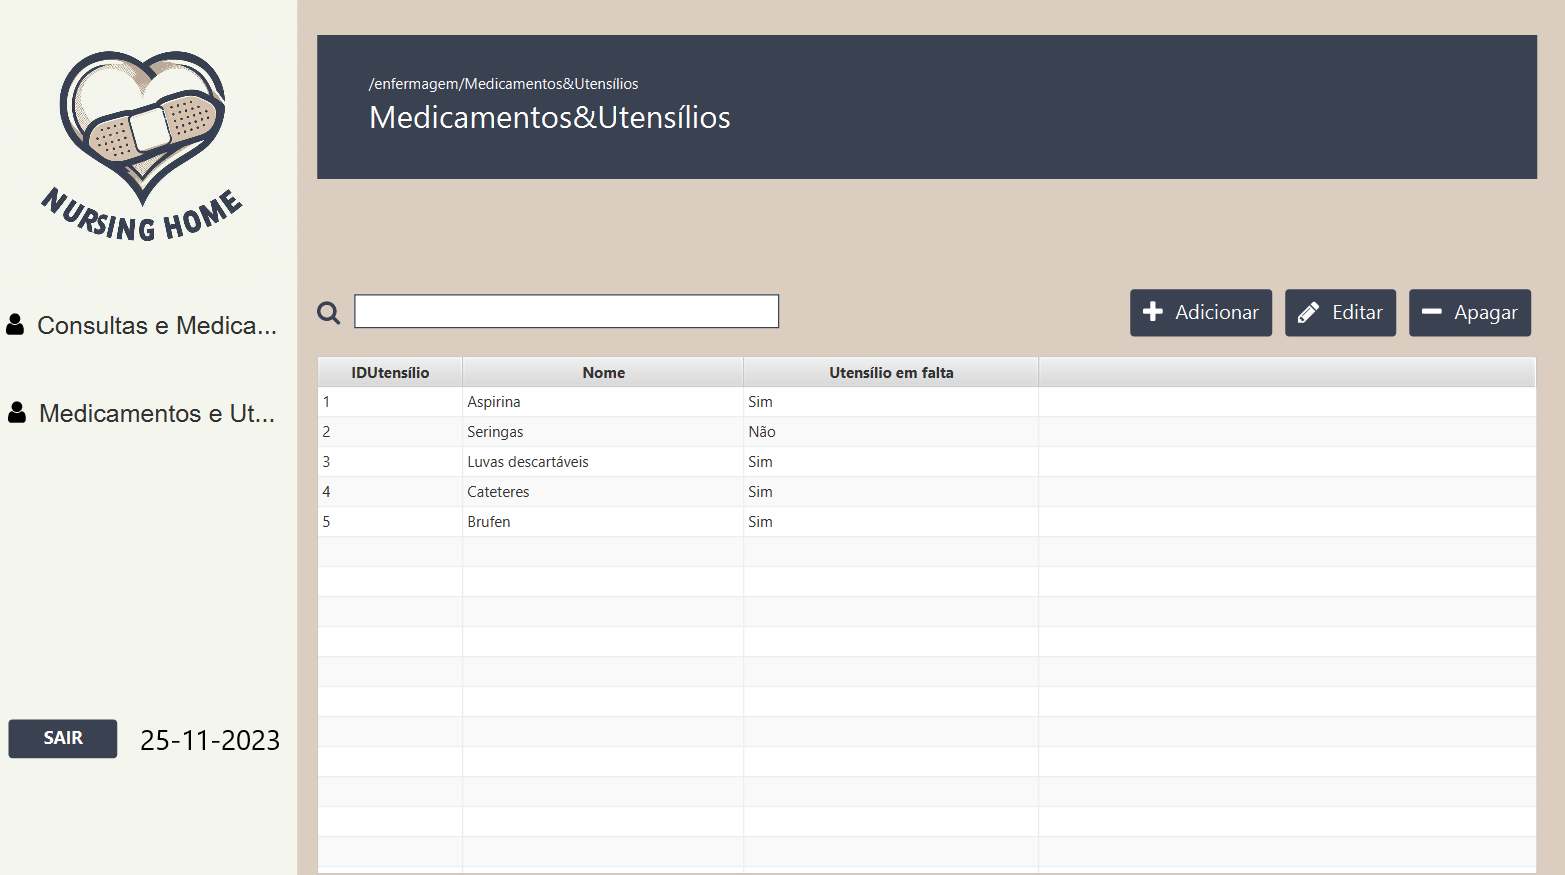 NURSING HOME
Consultas e Medica...
Medicamentos e Ut...
SAIR
25-11-2023
/enfermagem/Medicamentos&Utensílios
Medicamentos&Utensílios
Adicionar
Editar
Apagar
IDUtensílio Nome Utensílio em falta
1 Aspirina Sim
2 Seringas Não
3 Luvas descartáveis Sim
4 Cateteres Sim
5 Brufen Sim